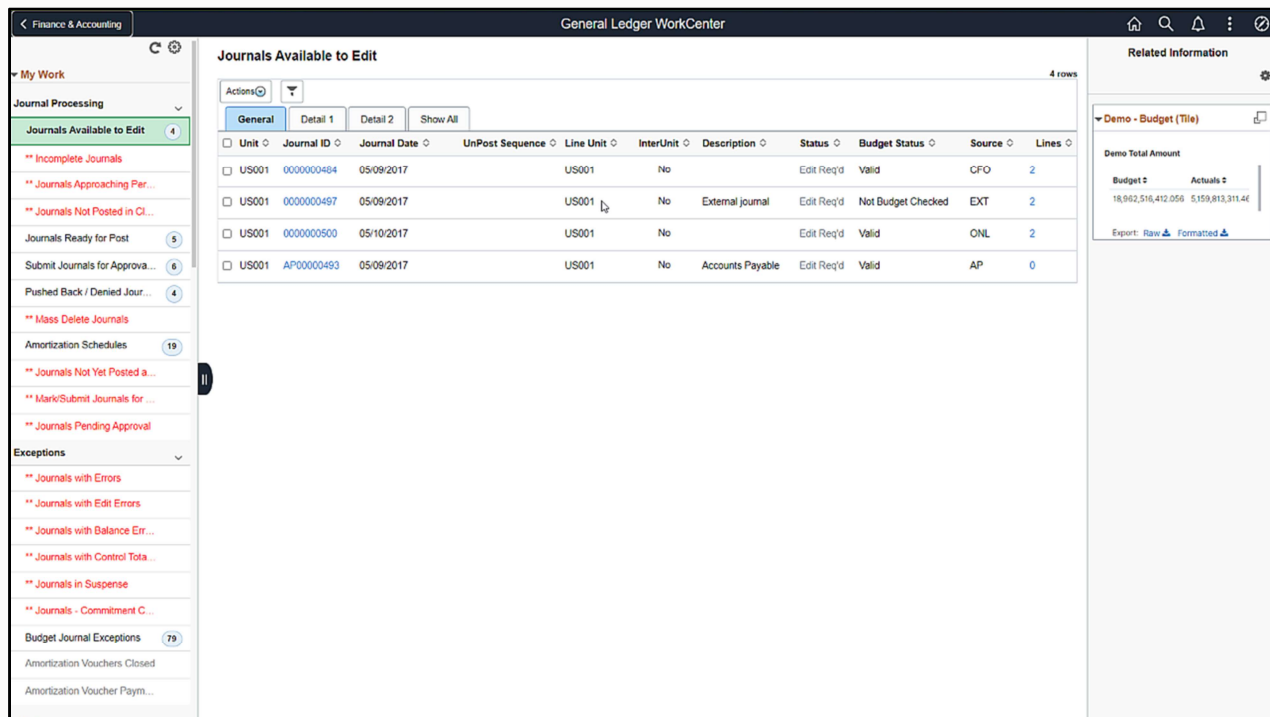 Finance & Accounting
General Ledger WorkCenter
My Work
Journal Processing
Journals Available to Edit 4
** Incomplete Journals
** Journals Approaching Per...
** Journals Not Posted in Cl...
Journals Ready for Post 5
Submit Journals for Approva... 6
Pushed Back / Denied Jour... 4
** Mass Delete Journals
Amortization Schedules 19
** Journals Not Yet Posted a...
** Mark/Submit Journals for ...
** Journals Pending Approval
Exceptions
** Journals with Errors
** Journals with Edit Errors
** Journals with Balance Err...
** Journals with Control Tota...
** Journals in Suspense
** Journals - Commitment C...
Budget Journal Exceptions 79
Amortization Vouchers Closed
Amortization Voucher Paym...
Journals Available to Edit
4 rows
Actions
General Detail 1 Detail 2 Show All
Unit Journal ID Journal Date UnPost Sequence Line Unit InterUnit Description Status Budget Status Source Lines
US001 0000000484 05/09/2017 US001 No Edit Req'd Valid CFO 2
US001 0000000497 05/09/2017 US001 No External journal Edit Req'd Not Budget Checked EXT 2
US001 0000000500 05/10/2017 US001 No Edit Req'd Valid ONL 2
US001 AP00000493 05/09/2017 US001 No Accounts Payable Edit Req'd Valid AP 0
Related Information
Demo - Budget (Tile)
Demo Total Amount
Budget Actuals
18,962,516,412.056 5,159,813,311.46
Export: Raw Formatted